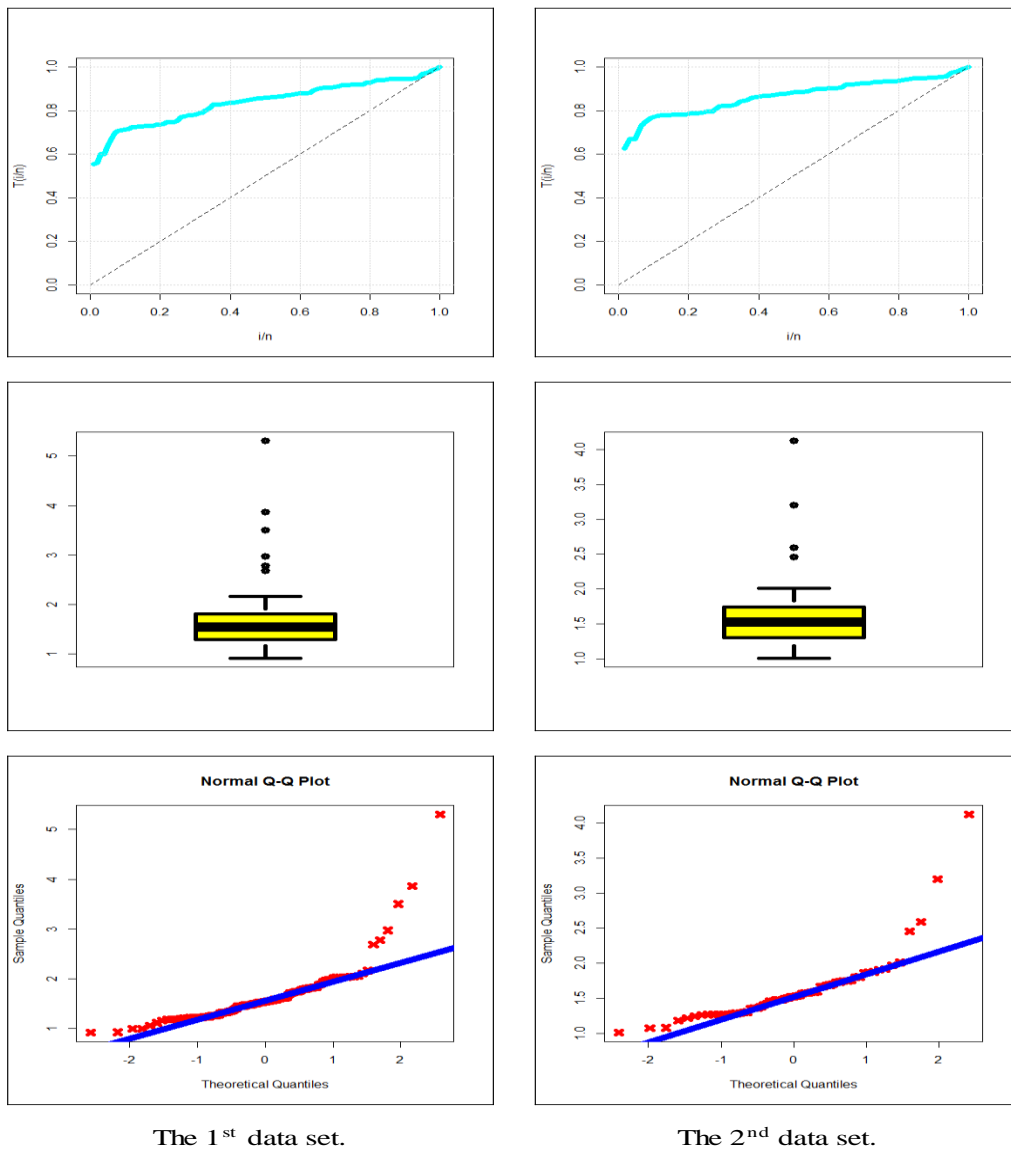 T(i/n)
1.0
0.8
0.6
0.4
0.2
0.0
0.0 0.2 0.4 0.6 0.8 1.0
i/n
T(i/n)
1.0
0.8
0.6
0.4
0.2
0.0
0.0 0.2 0.4 0.6 0.8 1.0
i/n
5
4
3
2
1
4.0
3.5
3.0
2.5
2.0
1.5
1.0
Normal Q-Q Plot
Sample Quantiles
5
4
3
2
1
-2 -1 0 1 2
Theoretical Quantiles
Normal Q-Q Plot
Sample Quantiles
4.0
3.5
3.0
2.5
2.0
1.5
1.0
-2 -1 0 1 2
Theoretical Quantiles
The 1st data set.
The 2nd data set.